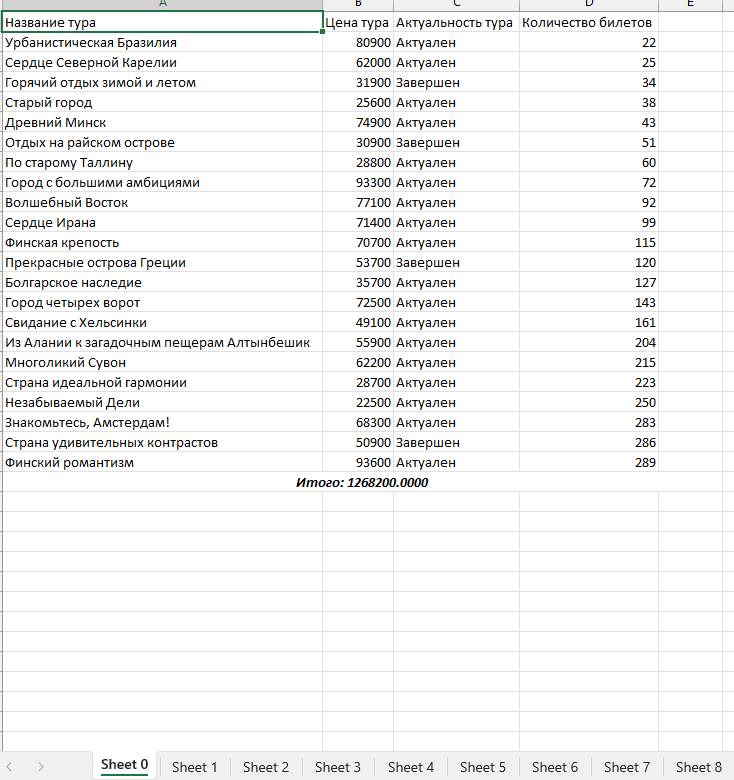 A B C D E
Название тура Цена тура Актуальность тура Количество билетов
Урбанистическая Бразилия 80900 Актуален 22
Сердце Северной Карелии 62000 Актуален 25
Горячий отдых зимой и летом 31900 Завершен 34
Старый город 25600 Актуален 38
Древний Минск 74900 Актуален 43
Отдых на райском острове 30900 Завершен 51
По старому Таллину 28800 Актуален 60
Город с большими амбициями 93300 Актуален 72
Волшебный Восток 77100 Актуален 92
Сердце Ирана 71400 Актуален 99
Финская крепость 70700 Актуален 115
Прекрасные острова Греции 53700 Завершен 120
Болгарское наследие 35700 Актуален 127
Город четырех ворот 72500 Актуален 143
Свидание с Хельсинки 49100 Актуален 161
Из Алании к загадочным пещерам Алтынбешик 55900 Актуален 204
Многоликий Сувон 62200 Актуален 215
Страна идеальной гармонии 28700 Актуален 223
Незабываемый Дели 22500 Актуален 250
Знакомьтесь, Амстердам! 68300 Актуален 283
Страна удивительных контрастов 50900 Завершен 286
Финский романтизм 93600 Актуален 289
Итого: 1268200.0000
Sheet 0 Sheet 1 Sheet 2 Sheet 3 Sheet 4 Sheet 5 Sheet 6 Sheet 7 Sheet 8